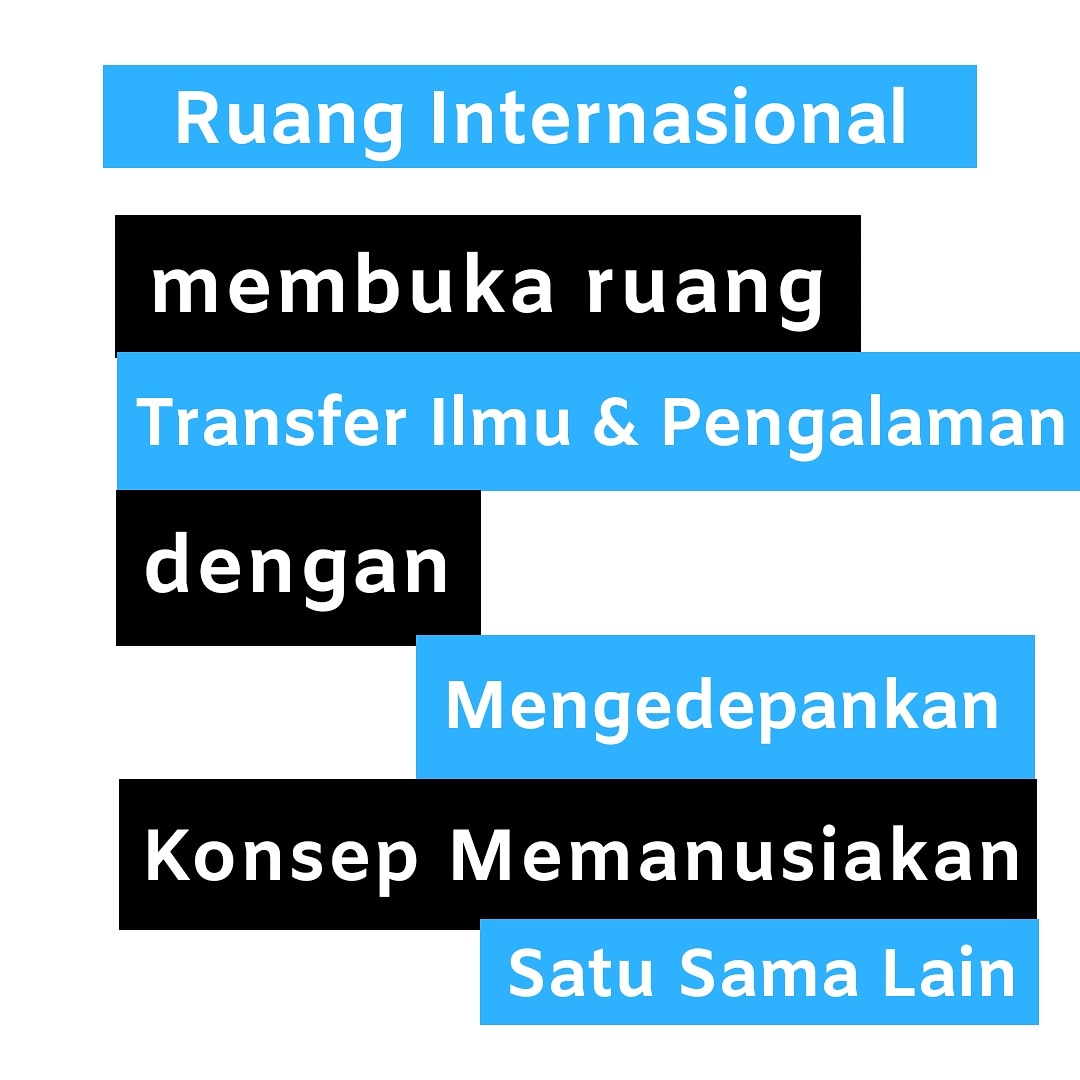 Ruang Internasional
membuka ruang
Transfer Ilmu & Pengalaman
dengan
Mengedepankan
Konsep Memanusiakan
Satu Sama Lain